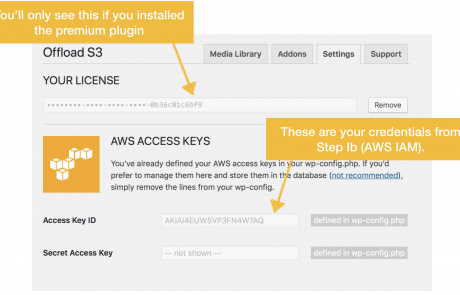 You'll only see this if you installed
the premium plugin
Offload S3
Media Library Addons Settings Support
YOUR LICENSE
•••••••• - •••• - •••• - •••• - 0b36c01c6bf9 Remove
These are your credentials from
Step Ib (AWS IAM).
AWS ACCESS KEYS
You've already defined your AWS access keys in your wp-config.php. If you'd
prefer to manage them here and store them in the database (not recommended),
simply remove the lines from your wp-config.
Access Key ID AKIAI4EUW5VP3FN4W7AQ defined in wp-config.php
Secret Access Key -- not shown -- defined in wp-config.php